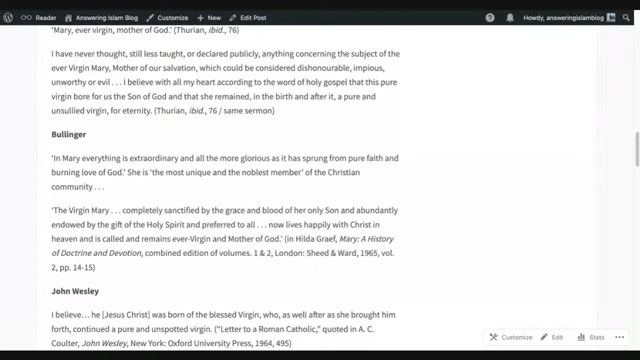 Reader Answering Islam Blog Customize + New Edit Post Howdy, answeringislamblog
'Mary, ever virgin, mother of God.' (Thurian, ibid., 76)
I have never thought, still less taught, or declared publicly, anything concerning the subject of the
ever Virgin Mary, Mother of our salvation, which could be considered dishonourable, impious,
unworthy or evil . . . I believe with all my heart according to the word of holy gospel that this pure
virgin bore for us the Son of God and that she remained, in the birth and after it, a pure and
unsullied virgin, for eternity. (Thurian, ibid., 76 / same sermon)
Bullinger
'In Mary everything is extraordinary and all the more glorious as it has sprung from pure faith and
burning love of God.' She is 'the most unique and the noblest member' of the Christian
community . . .
'The Virgin Mary . . . completely sanctified by the grace and blood of her only Son and abundantly
endowed by the gift of the Holy Spirit and preferred to all . . . now lives happily with Christ in
heaven and is called and remains ever-Virgin and Mother of God.' (in Hilda Graef, Mary: A History
of Doctrine and Devotion, combined edition of volumes. 1 & 2, London: Sheed & Ward, 1965, vol.
2, pp. 14-15)
John Wesley
I believe... he [Jesus Christ] was born of the blessed Virgin, who, as well after as she brought him
forth, continued a pure and unspotted virgin. ("Letter to a Roman Catholic," quoted in A. C.
Coulter, John Wesley, New York: Oxford University Press, 1964, 495)
Customize Edit Stats ...